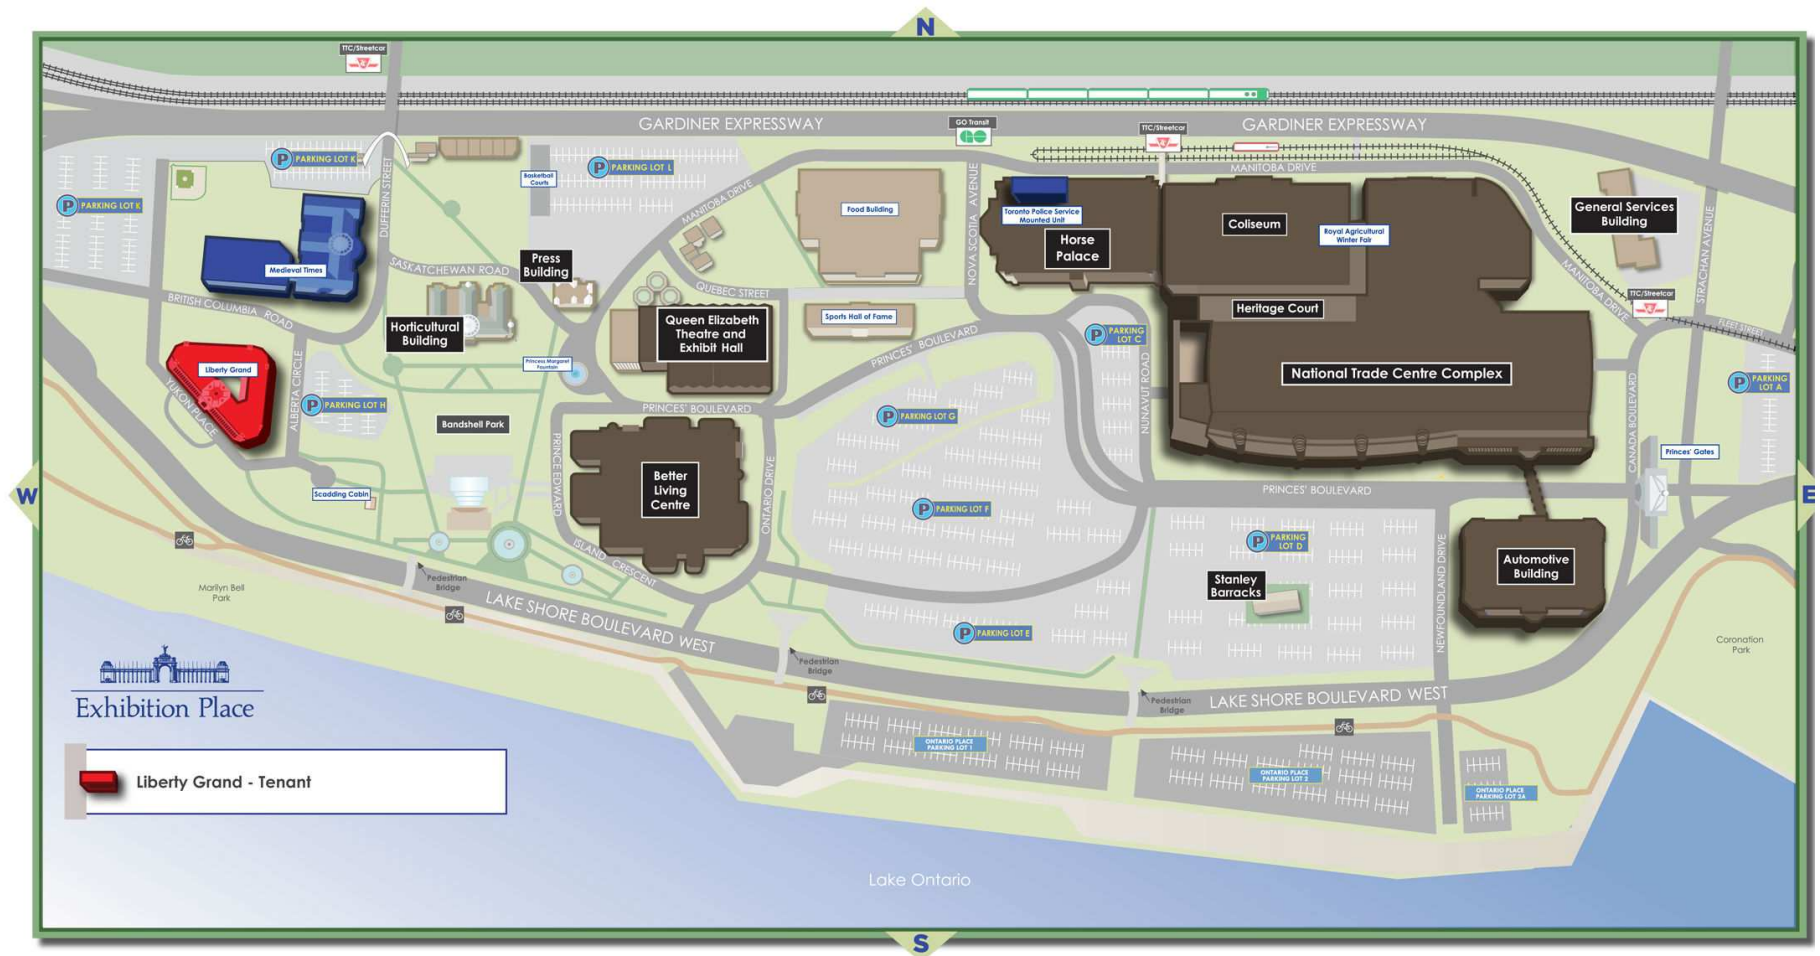 N
TTC/Streetcar
GARDINER EXPRESSWAY
GO Transit
TTC/Streetcar
GARDINER EXPRESSWAY
MANITOBA DRIVE
P PARKING LOT K
P PARKING LOT K
DUFFERIN STREET
Basketball
Courts
P PARKING LOT L
MANITOBA DRIVE
Food Building
NOVA SCOTIA AVENUE
Toronto Police Service
Mounted Unit
Horse
Palace
Coliseum
Royal Agricultural
Winter Fair
General Services
Building
STRACHAN AVENUE
MANITOBA DRIVE
TTC/Streetcar
FLEET STREET
Medieval Times
SASKATCHEWAN ROAD
Press
Building
QUEBEC STREET
BRITISH COLUMBIA ROAD
Horticultural
Building
Queen Elizabeth
Theatre and
Exhibit Hall
Sports Hall of Fame
PRINCES' BOULEVARD
P PARKING
LOT C
NUNAVUT ROAD
Heritage Court
National Trade Centre Complex
P PARKING
LOT A
Liberty Grand
YUKON PLACE
ALBERTA CIRCLE
P PARKING LOT H
Princess Margaret
Fountain
Bandshell Park
PRINCES' BOULEVARD
P PARKING LOT G
CANADA BOULEVARD
Princes' Gates
W
E
Scadding Cabin
PRINCE EDWARD
ISLAND CRESCENT
Better
Living
Centre
ONTARIO DRIVE
P PARKING LOT F
PRINCES' BOULEVARD
P PARKING
LOT D
NEWFOUNDLAND DRIVE
Automotive
Building
Stanley
Barracks
Marilyn Bell
Park
Pedestrian
Bridge
LAKE SHORE BOULEVARD WEST
P PARKING LOT E
Pedestrian
Bridge
Pedestrian
Bridge
LAKE SHORE BOULEVARD WEST
Coronation
Park
Exhibition Place
ONTARIO PLACE
PARKING LOT 1
ONTARIO PLACE
PARKING LOT 2
ONTARIO PLACE
PARKING LOT 2A
Liberty Grand - Tenant
Lake Ontario
S